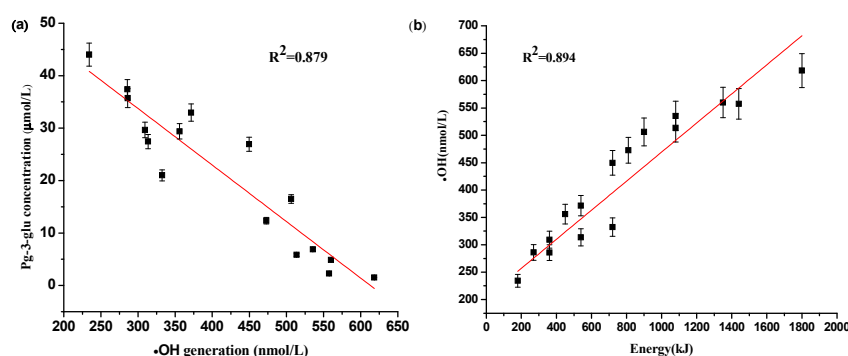 (a)
R²=0.879
Pg-3-glu concentration (μmol/L)
50
40
30
20
10
0
200 250 300 350 400 450 500 550 600 650
•OH generation (nmol/L)
(b)
R²=0.894
•OH(nmol/L)
700
650
600
550
500
450
400
350
300
250
200
0 200 400 600 800 1000 1200 1400 1600 1800 2000
Energy(kJ)